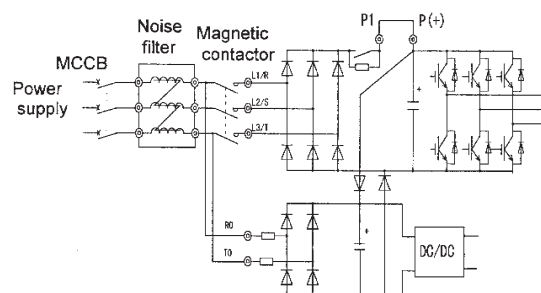 Noise
filter
P1
P(+)
MCCB
Magnetic
contactor
Power
supply
L1/R
L2/S
L3/T
+
R0
T0
+
DC/DC